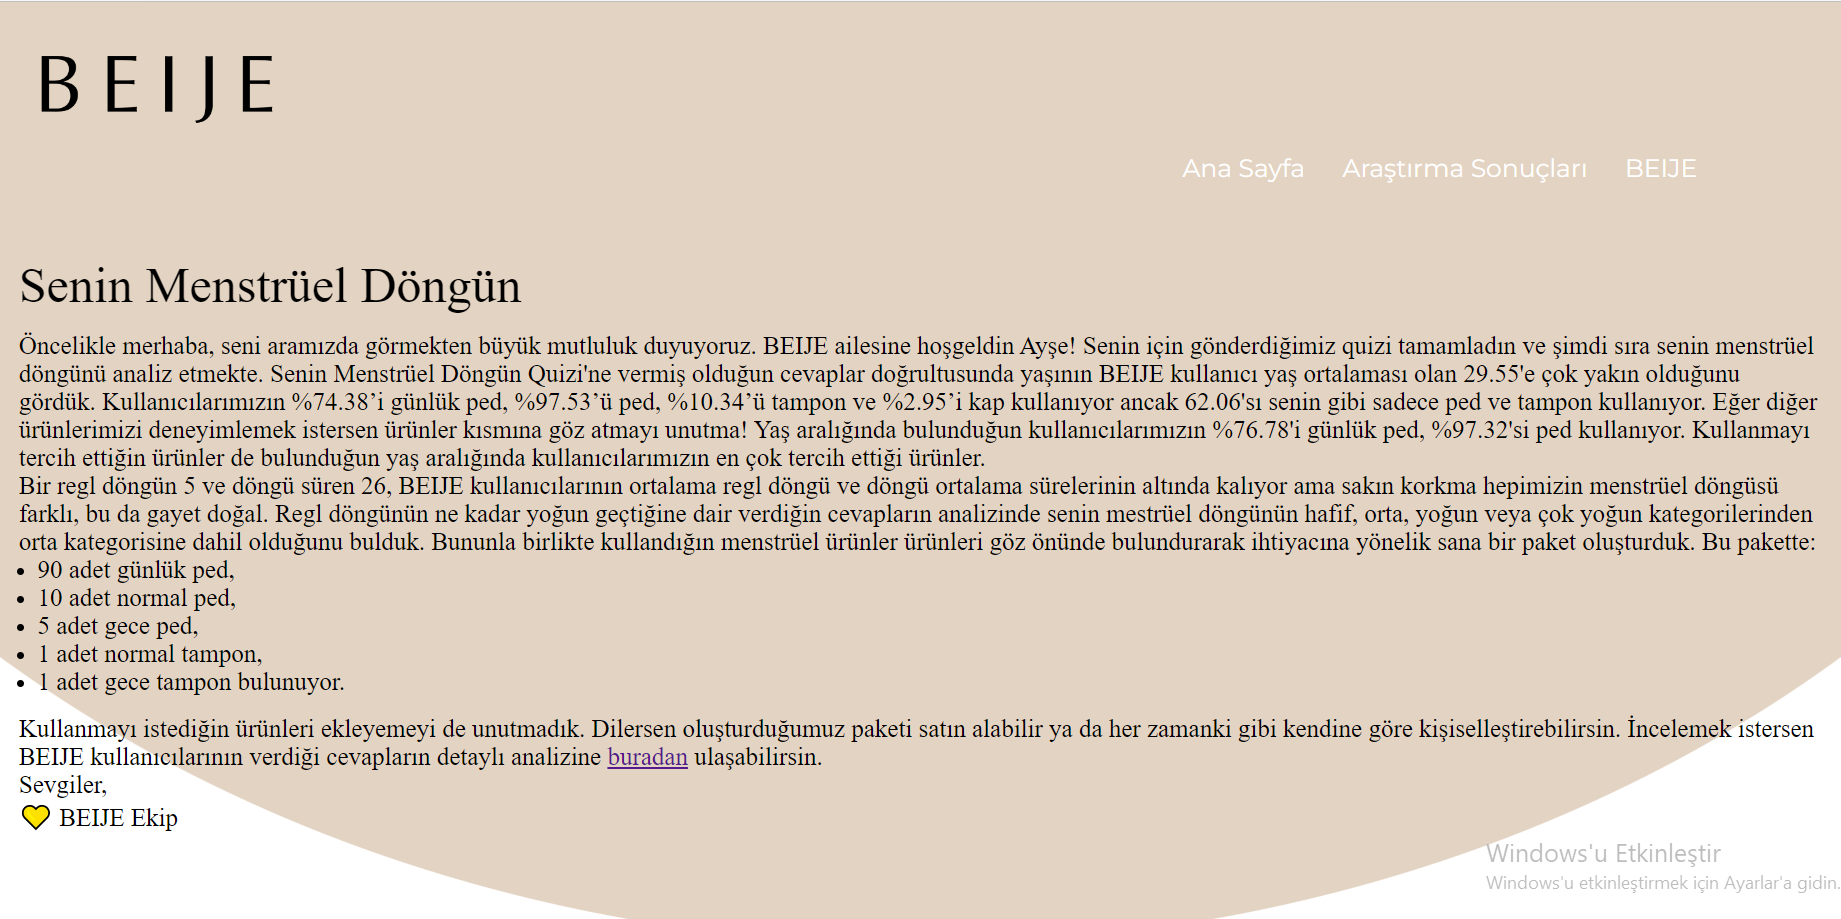 BEIJE
Ana Sayfa Araştırma Sonuçları BEIJE
Senin Menstrüel Döngün
Öncelikle merhaba, seni aramızda görmekten büyük mutluluk duyuyoruz. BEIJE ailesine hoşgeldin Ayşe! Senin için gönderdiğimiz quizi tamamladın ve şimdi sıra senin menstrüel
döngünü analiz etmekte. Senin Menstrüel Döngün Quizi'ne vermiş olduğun cevaplar doğrultusunda yaşının BEIJE kullanıcı yaş ortalaması olan 29.55'e çok yakın olduğunu
gördük. Kullanıcılarımızın %74.38’i günlük ped, %97.53’ü ped, %10.34’ü tampon ve %2.95’i kap kullanıyor ancak 62.06'sı senin gibi sadece ped ve tampon kullanıyor. Eğer diğer
ürünlerimizi deneyimlemek istersen ürünler kısmına göz atmayı unutma! Yaş aralığında bulunduğun kullanıcılarımızın %76.78'i günlük ped, %97.32'si ped kullanıyor. Kullanmayı
tercih ettiğin ürünler de bulunduğun yaş aralığında kullanıcılarımızın en çok tercih ettiği ürünler.
Bir regl döngün 5 ve döngü süren 26, BEIJE kullanıcılarının ortalama regl döngü ve döngü ortalama sürelerinin altında kalıyor ama sakın korkma hepimizin menstrüel döngüsü
farklı, bu da gayet doğal. Regl döngünün ne kadar yoğun geçtiğine dair verdiğin cevapların analizinde senin mestrüel döngünün hafif, orta, yoğun veya çok yoğun kategorilerinden
orta kategorisine dahil olduğunu bulduk. Bununla birlikte kullandığın menstrüel ürünler ürünleri göz önünde bulundurarak ihtiyacına yönelik sana bir paket oluşturduk. Bu pakette:
• 90 adet günlük ped,
• 10 adet normal ped,
• 5 adet gece ped,
• 1 adet normal tampon,
• 1 adet gece tampon bulunuyor.
Kullanmayı istediğin ürünleri ekleyemeyi de unutmadık. Dilersen oluşturduğumuz paketi satın alabilir ya da her zamanki gibi kendine göre kişiselleştirebilirsin. İncelemek istersen
BEIJE kullanıcılarının verdiği cevapların detaylı analizine buradan ulaşabilirsin.
Sevgiler,
BEIJE Ekip
Windows'u Etkinleştir
Windows'u etkinleştirmek için Ayarlar'a gidin.